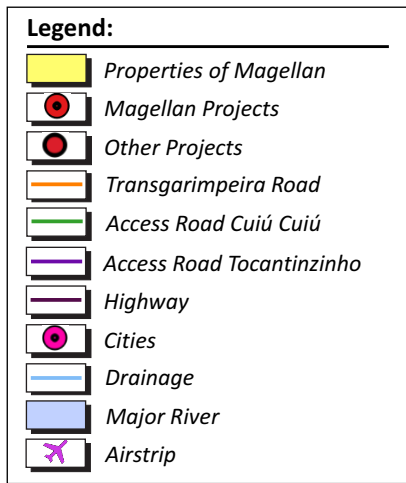 Legend:
Properties of Magellan
Magellan Projects
Other Projects
Transgarimpeira Road
Access Road Cuiú Cuiú
Access Road Tocantinzinho
Highway
Cities
Drainage
Major River
Airstrip